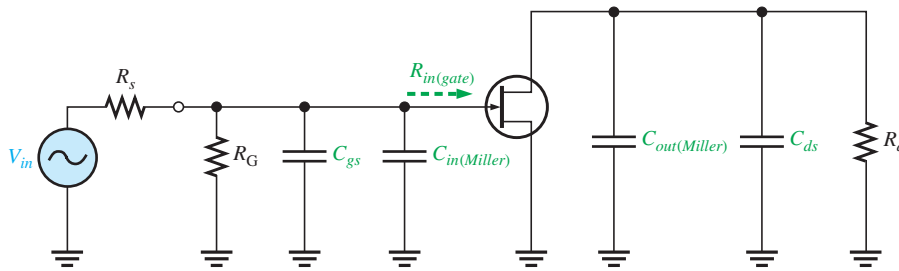 R_in(gate)
R_s
V_in
R_G
C_gs
C_in(Miller)
C_out(Miller)
C_ds